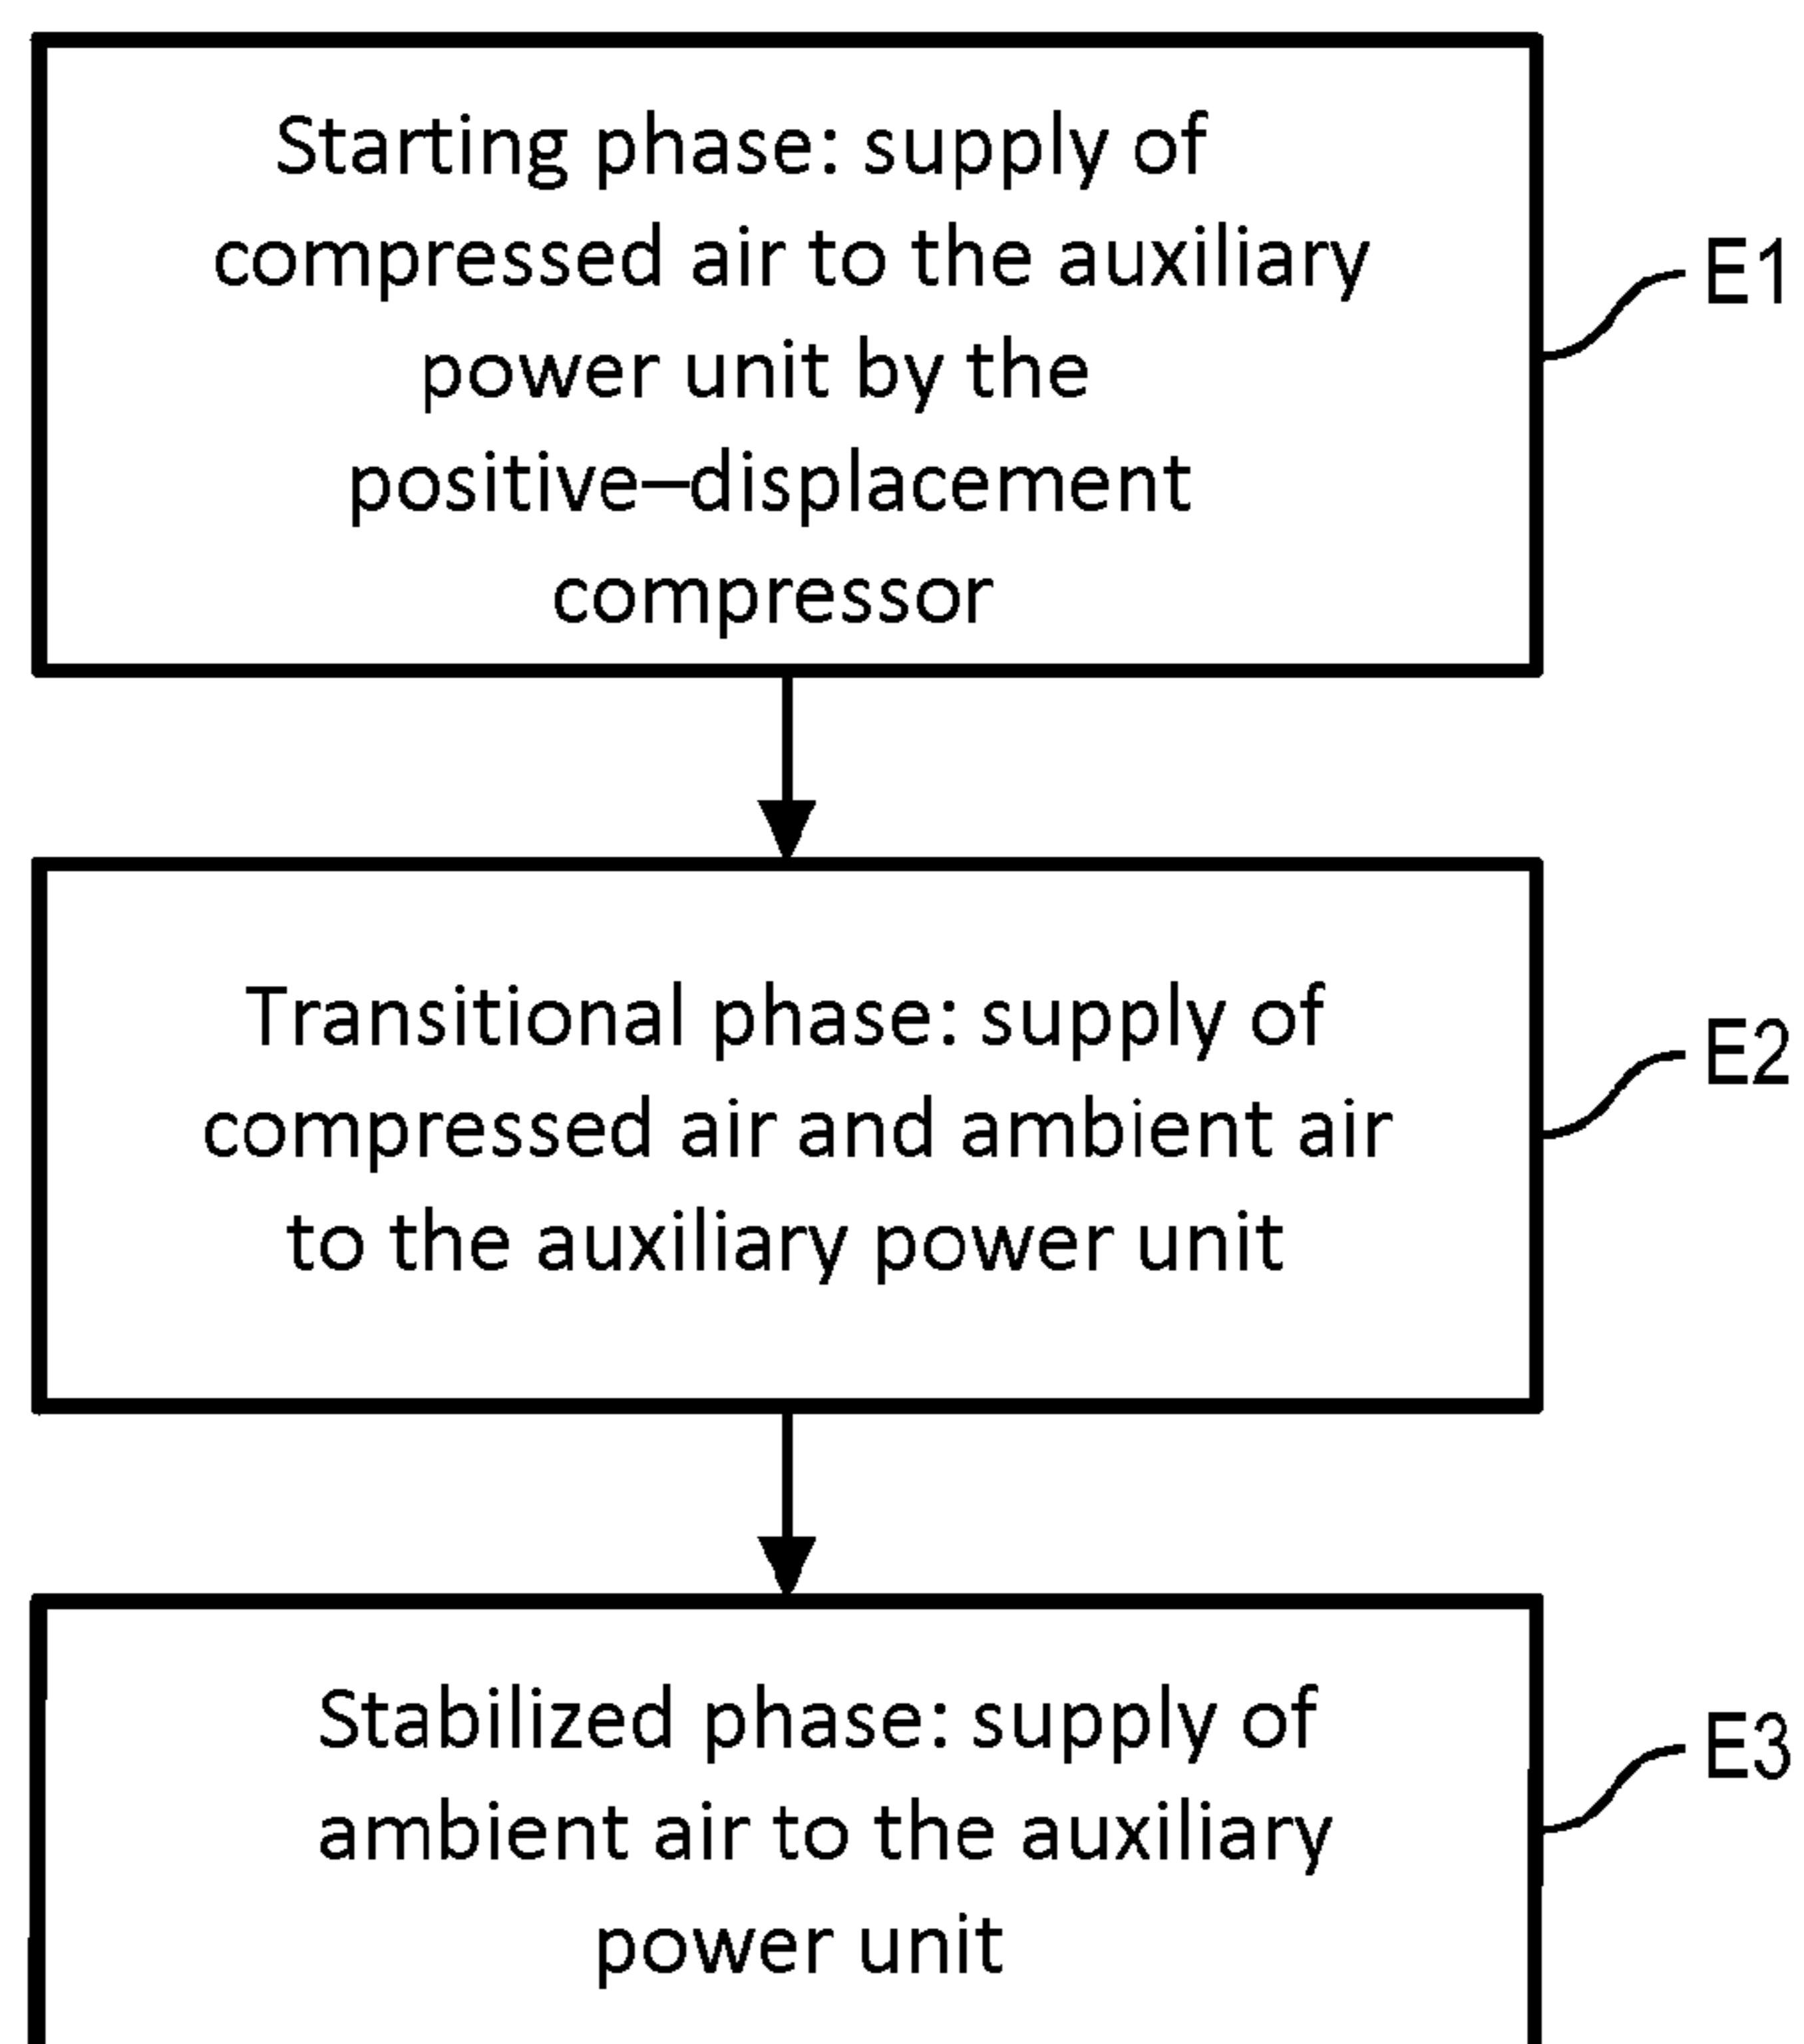 Starting phase: supply of
compressed air to the auxiliary
power unit by the
positive–displacement
compressor
E1
Transitional phase: supply of
compressed air and ambient air
to the auxiliary power unit
E2
Stabilized phase: supply of
ambient air to the auxiliary
power unit
E3